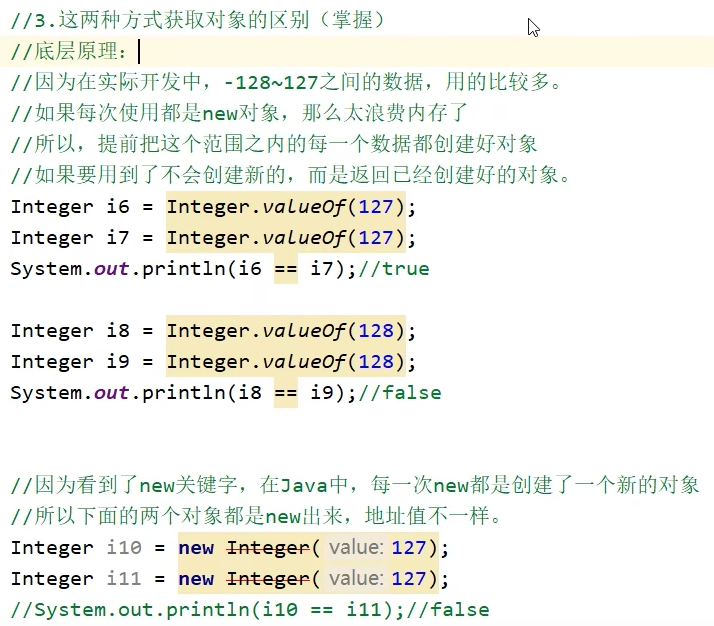 //3.这两种方式获取对象的区别（掌握）
//底层原理：
//因为在实际开发中，-128~127之间的数据，用的比较多。
//如果每次使用都是new对象，那么太浪费内存了
//所以，提前把这个范围之内的每一个数据都创建好对象
//如果要用到了不会创建新的，而是返回已经创建好的对象。
Integer i6 = Integer.valueOf(127);
Integer i7 = Integer.valueOf(127);
System.out.println(i6 == i7);//true
Integer i8 = Integer.valueOf(128);
Integer i9 = Integer.valueOf(128);
System.out.println(i8 == i9);//false
//因为看到了new关键字，在Java中，每一次new都是创建了一个新的对象
//所以下面的两个对象都是new出来，地址值不一样。
Integer i10 = new Integer( value: 127);
Integer i11 = new Integer( value: 127);
//System.out.println(i10 == i11);//false